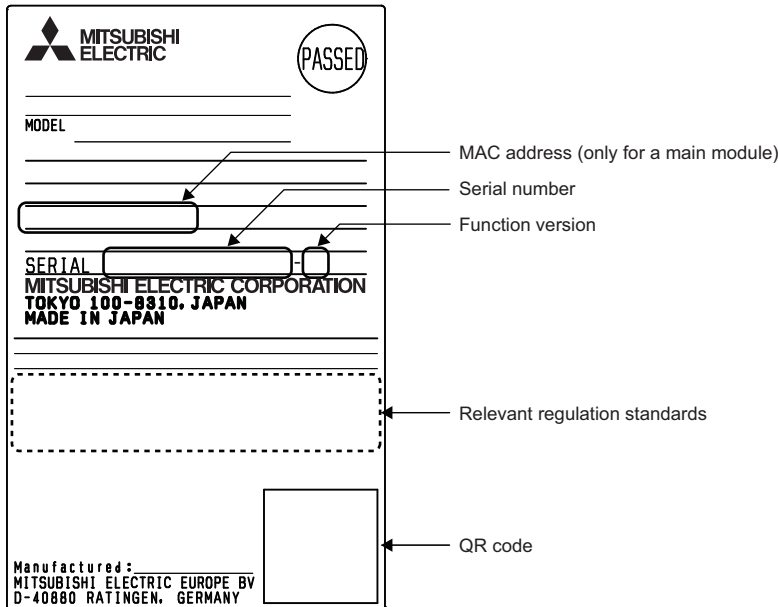 MITSUBISHI
ELECTRIC
PASSED
MODEL
MAC address (only for a main module)
Serial number
Function version
SERIAL -
MITSUBISHI ELECTRIC CORPORATION
TOKYO 100-8310, JAPAN
MADE IN JAPAN
Relevant regulation standards
QR code
Manufactured:
MITSUBISHI ELECTRIC EUROPE BV
D-40880 RATINGEN, GERMANY